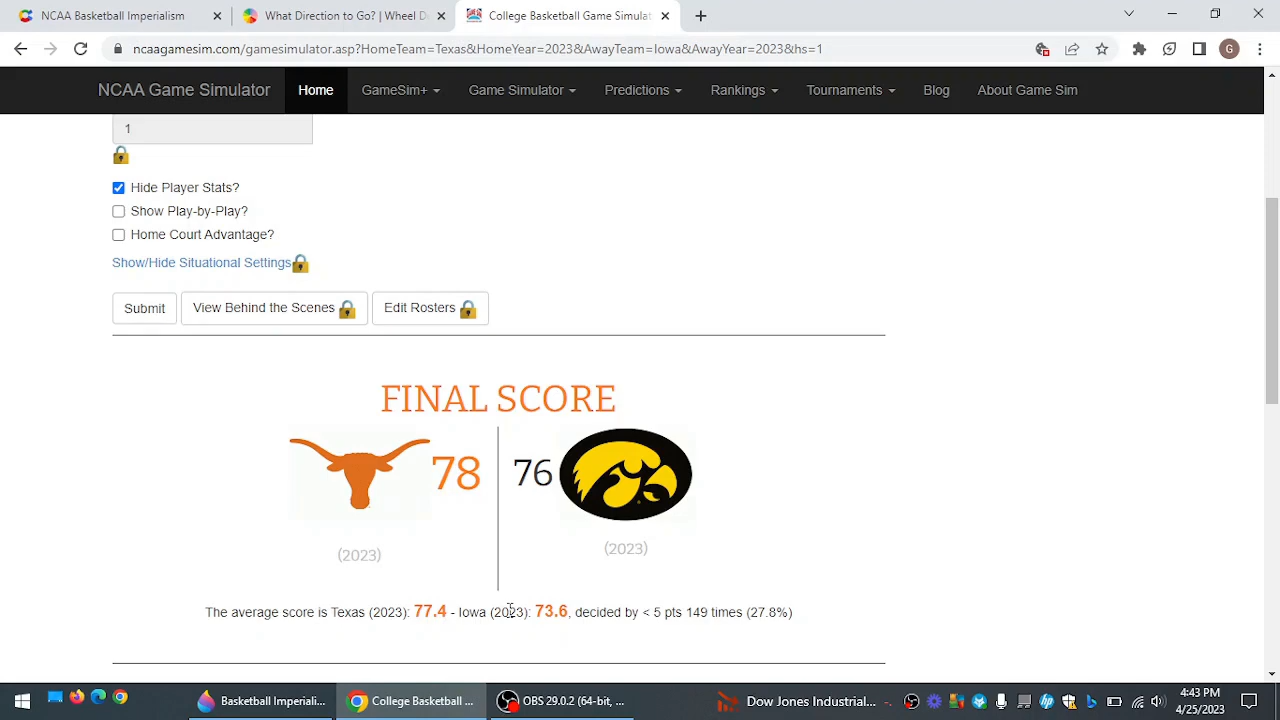 NCAA Basketball Imperialism
What Direction to Go? | Wheel D
College Basketball Game Simulat
ncaagamesim.com/gamesimulator.asp?HomeTeam=Texas&HomeYear=2023&AwayTeam=Iowa&AwayYear=2023&hs=1
G
NCAA Game Simulator Home GameSim+ Game Simulator Predictions Rankings Tournaments Blog About Game Sim
1
Hide Player Stats?
Show Play-by-Play?
Home Court Advantage?
Show/Hide Situational Settings
Submit View Behind the Scenes Edit Rosters
FINAL SCORE
78 76
(2023) (2023)
The average score is Texas (2023): 77.4 - Iowa (2023): 73.6, decided by < 5 pts 149 times (27.8%)
Basketball Imperiali... College Basketball ... OBS 29.0.2 (64-bit, ... Dow Jones Industrial... 4:43 PM
4/25/2023